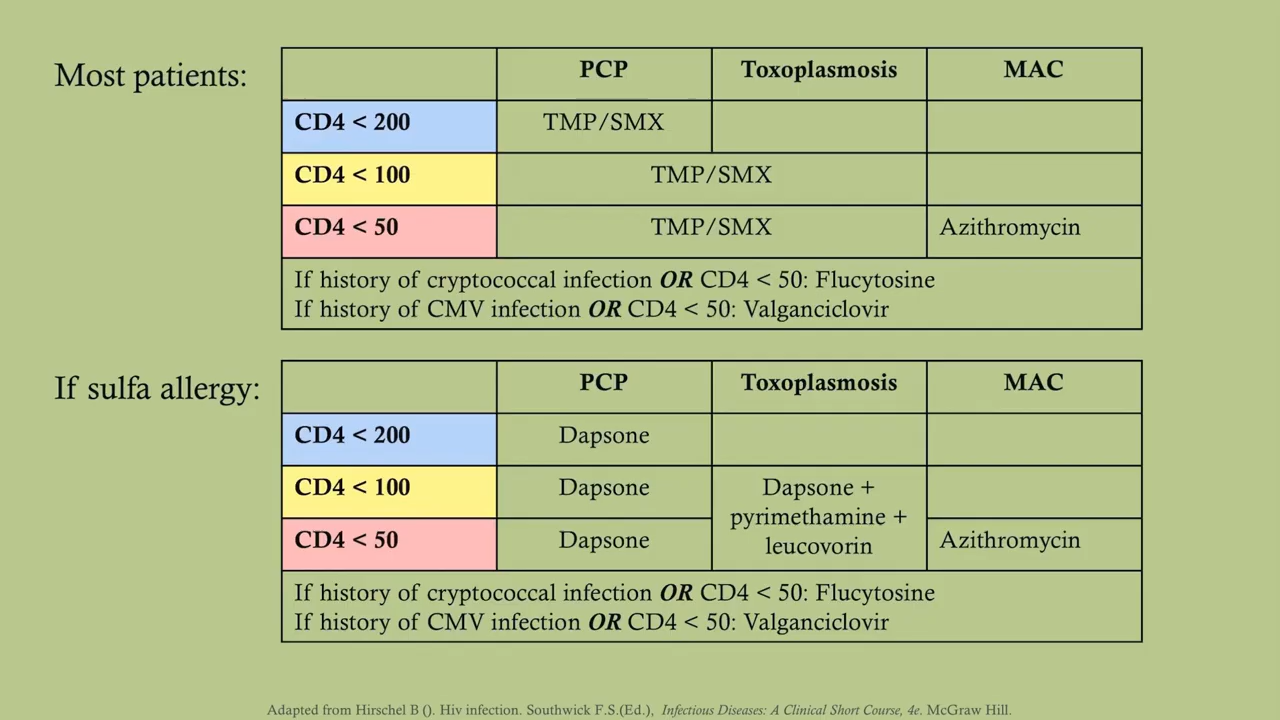 Most patients:
PCP Toxoplasmosis MAC
CD4 < 200 TMP/SMX
CD4 < 100 TMP/SMX
CD4 < 50 TMP/SMX Azithromycin
If history of cryptococcal infection OR CD4 < 50: Flucytosine
If history of CMV infection OR CD4 < 50: Valganciclovir
If sulfa allergy:
PCP Toxoplasmosis MAC
CD4 < 200 Dapsone
CD4 < 100 Dapsone
Dapsone +
pyrimethamine +
leucovorin
CD4 < 50 Dapsone Azithromycin
If history of cryptococcal infection OR CD4 < 50: Flucytosine
If history of CMV infection OR CD4 < 50: Valganciclovir
Adapted from Hirschel B (). Hiv infection. Southwick F.S.(Ed.), Infectious Diseases: A Clinical Short Course, 4e. McGraw Hill.